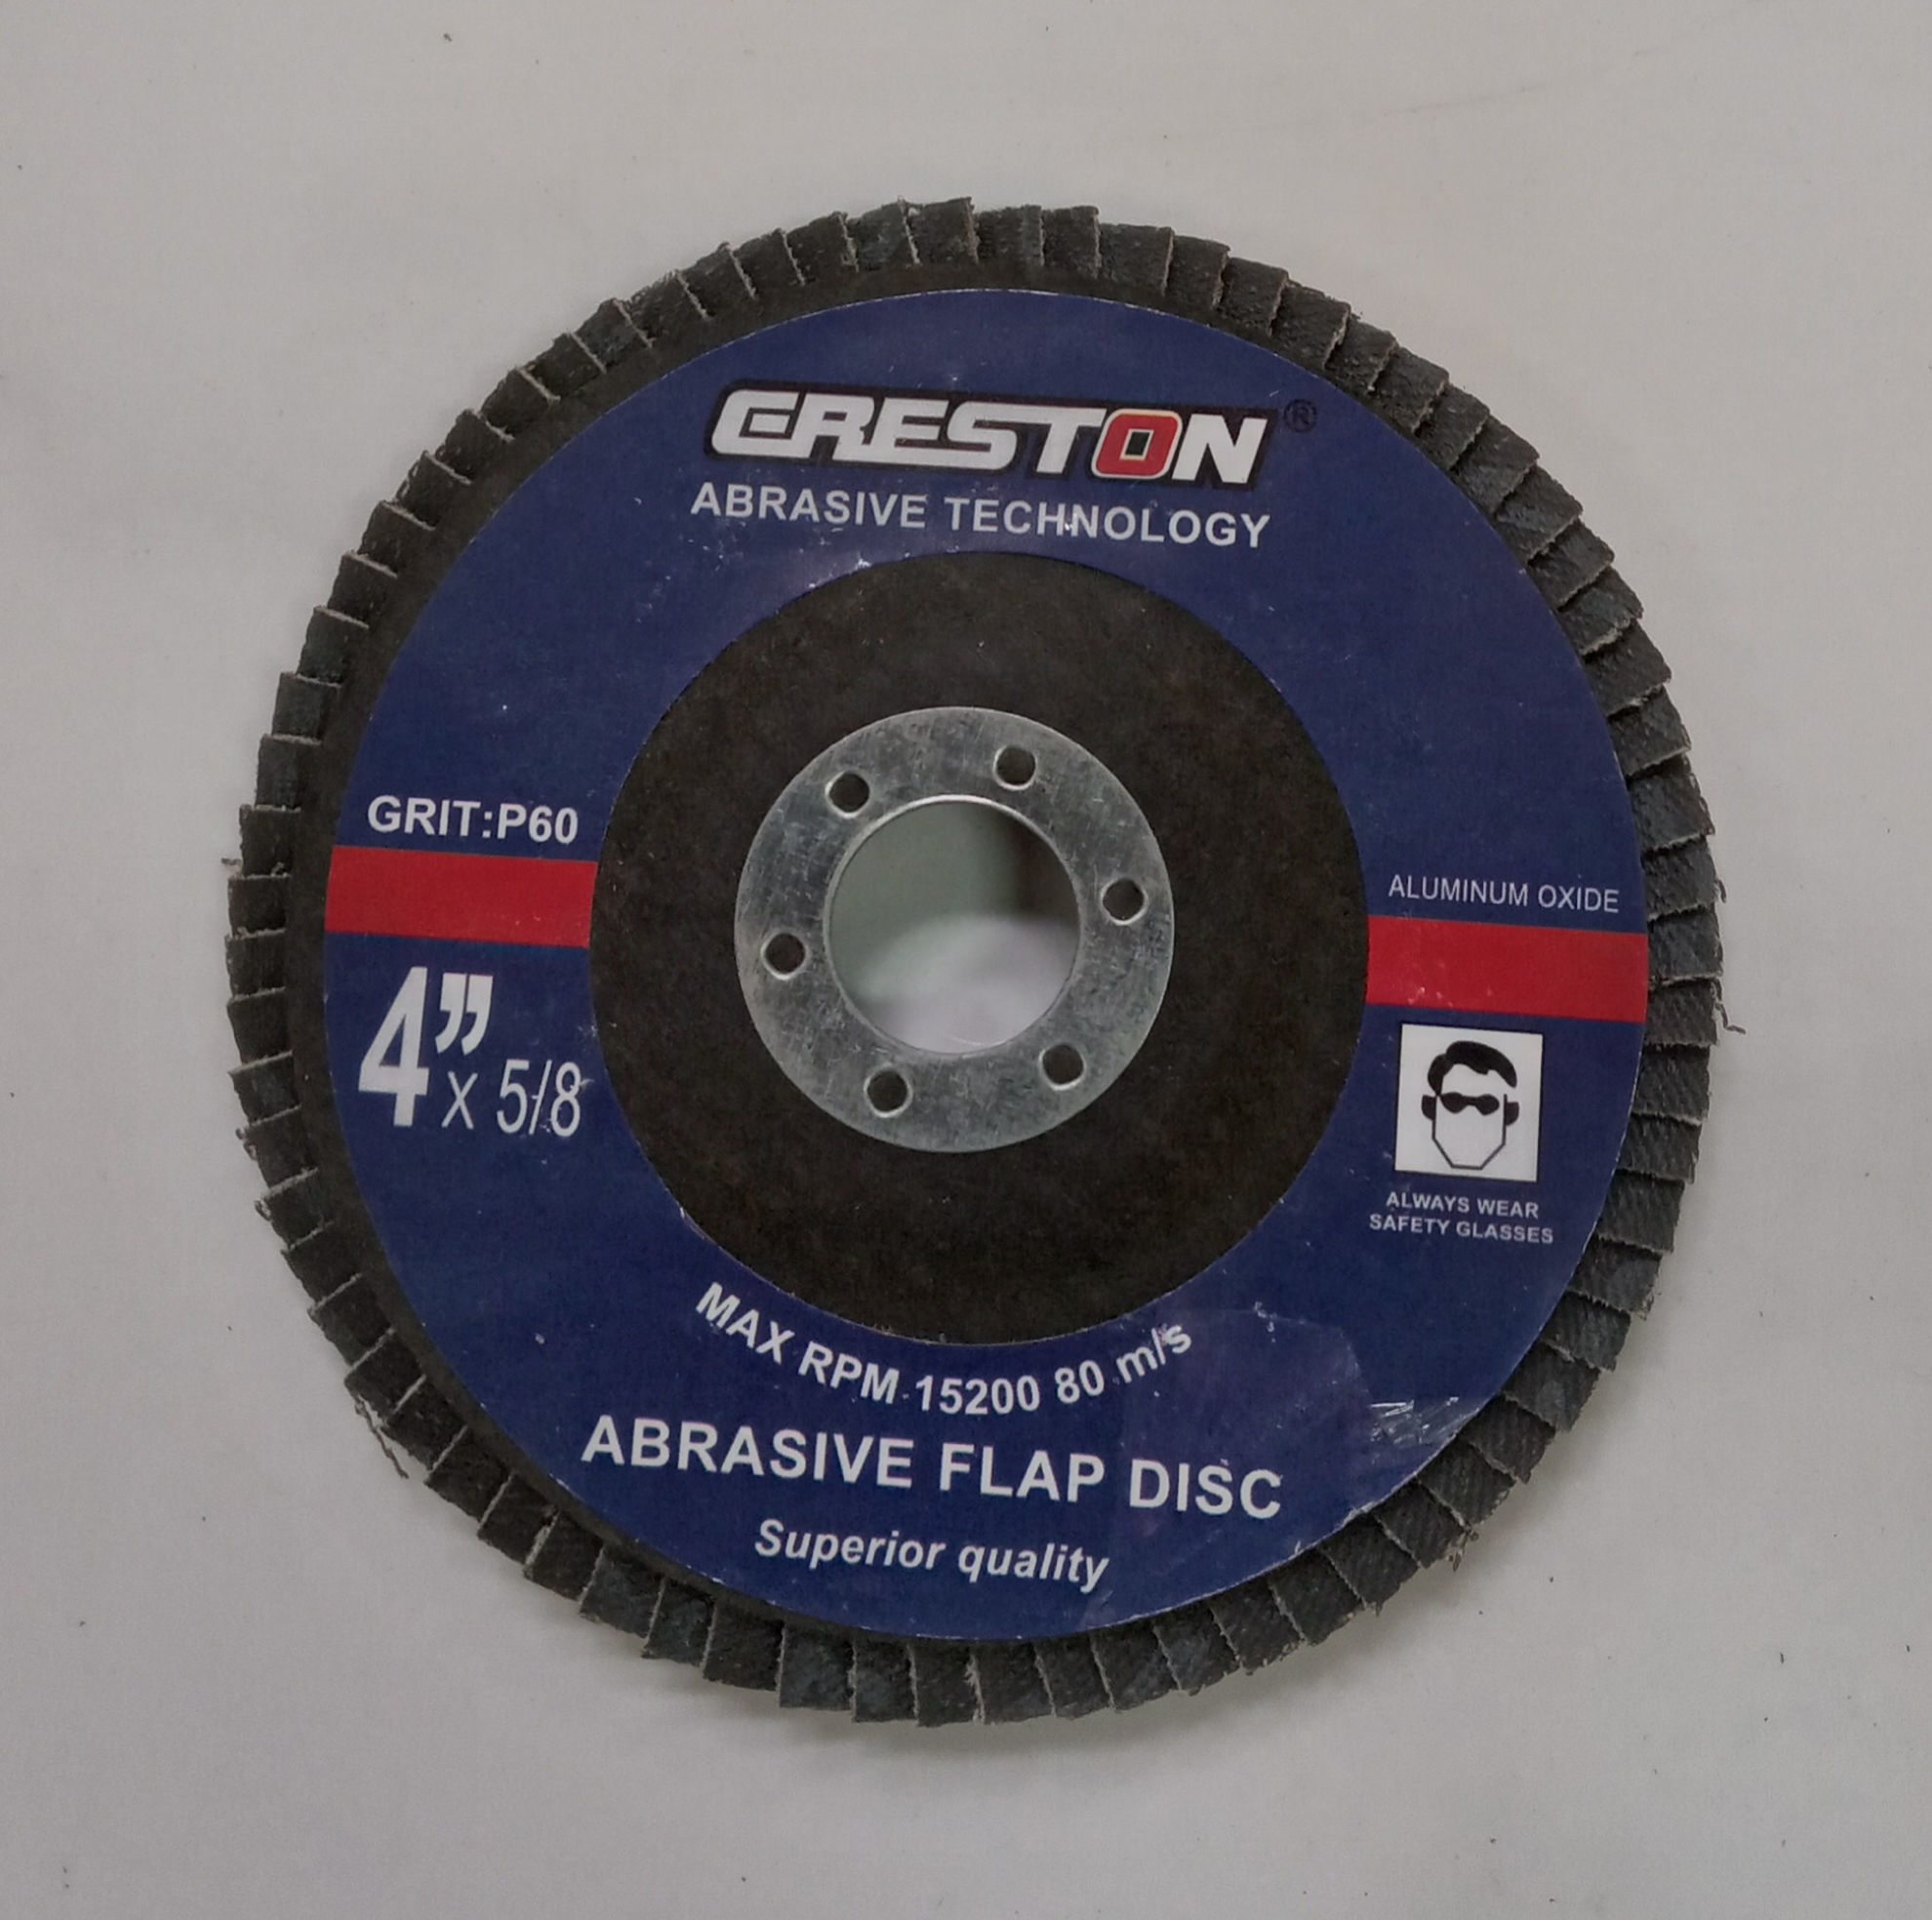 CRESTON ®
ABRASIVE TECHNOLOGY
GRIT:P60
4” x 5/8
ALUMINUM OXIDE
ALWAYS WEAR
SAFETY GLASSES
MAX RPM 15200 80 m/s
ABRASIVE FLAP DISC
Superior quality